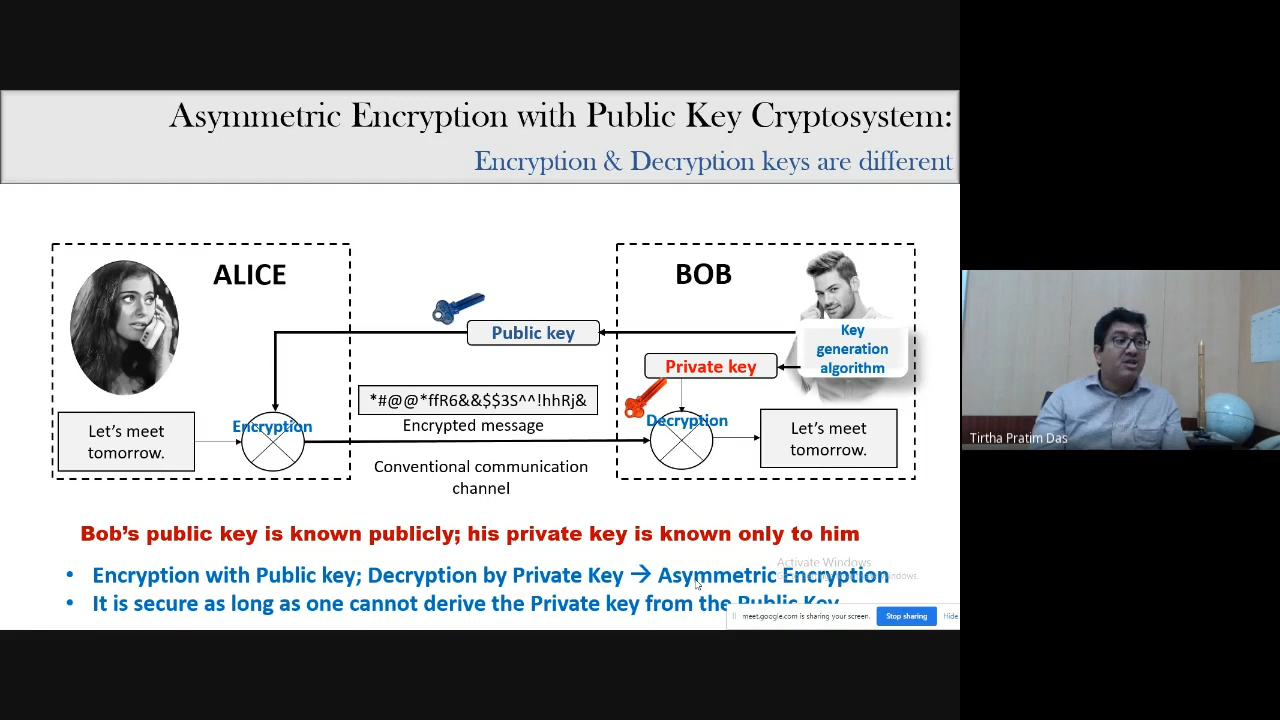 Asymmetric Encryption with Public Key Cryptosystem:
Encryption & Decryption keys are different
ALICE
BOB
Public key
Key
generation
algorithm
Private key
*#@@*ffR6&&$$3S^^!hhRj&
Encrypted message
Encryption
Decryption
Let's meet
tomorrow.
Let's meet
tomorrow.
Conventional communication
channel
Bob's public key is known publicly; his private key is known only to him
• Encryption with Public key; Decryption by Private Key → Asymmetric Encryption
• It is secure as long as one cannot derive the Private key from the Public Key
Activate Windows
meet.google.com is sharing your screen.
Stop sharing
Hide
Tirtha Pratim Das